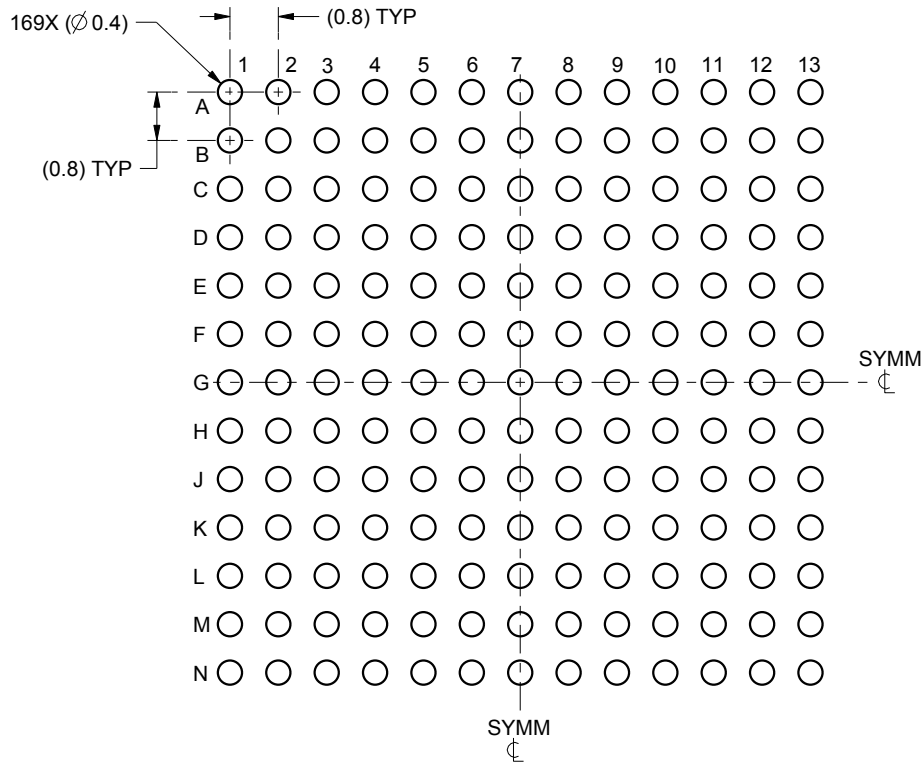 169X (∅ 0.4)
(0.8) TYP
1 2 3 4 5 6 7 8 9 10 11 12 13
A
B
(0.8) TYP
C
D
E
F
G
SYMM
℄
H
J
K
L
M
N
SYMM
℄